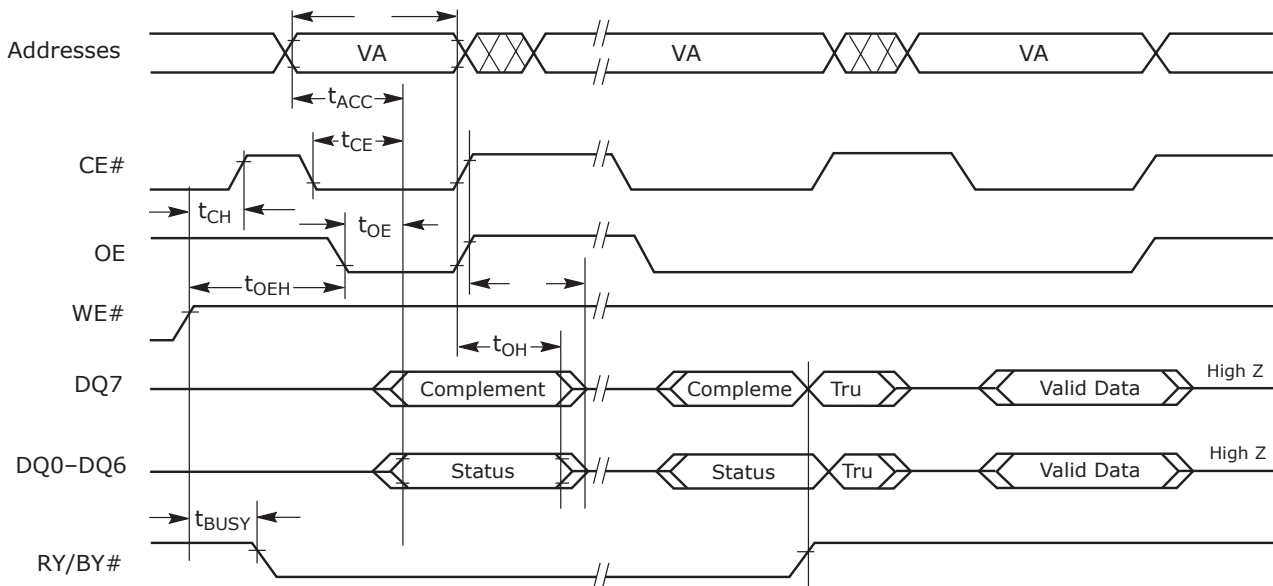 Addresses
VA
VA
VA
tACC
tCE
CE#
tCH
tOE
OE
tOEH
WE#
tOH
DQ7
Complement
Compleme
Tru
Valid Data
High Z
DQ0–DQ6
Status
Status
Tru
Valid Data
High Z
tBUSY
RY/BY#